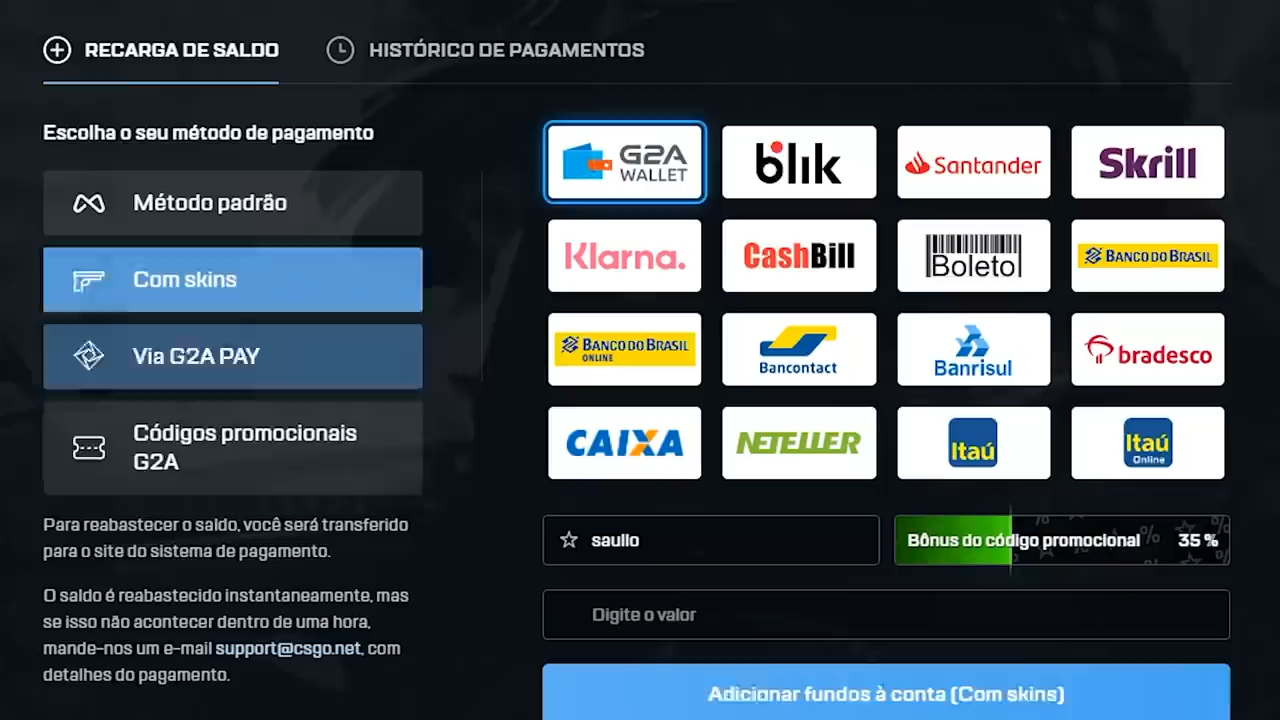 RECARGA DE SALDO
HISTÓRICO DE PAGAMENTOS
Escolha o seu método de pagamento
Método padrão
Com skins
Via G2A PAY
Códigos promocionais
G2A
Para reabastecer o saldo, você será transferido
para o site do sistema de pagamento.
O saldo é reabastecido instantaneamente, mas
se isso não acontecer dentro de uma hora,
mande-nos um e-mail support@csgo.net, com
detalhes do pagamento.
G2A
WALLET
blik
Santander
Skrill
Klarna.
CashBill
Boleto
BANCO DO BRASIL
BANCO DO BRASIL
ONLINE
Bancontact
Banrisul
bradesco
CAIXA
NETELLER
Itaú
Itaú
Online
saullo
Bônus do código promocional 35 %
Digite o valor
Adicionar fundos à conta (Com skins)